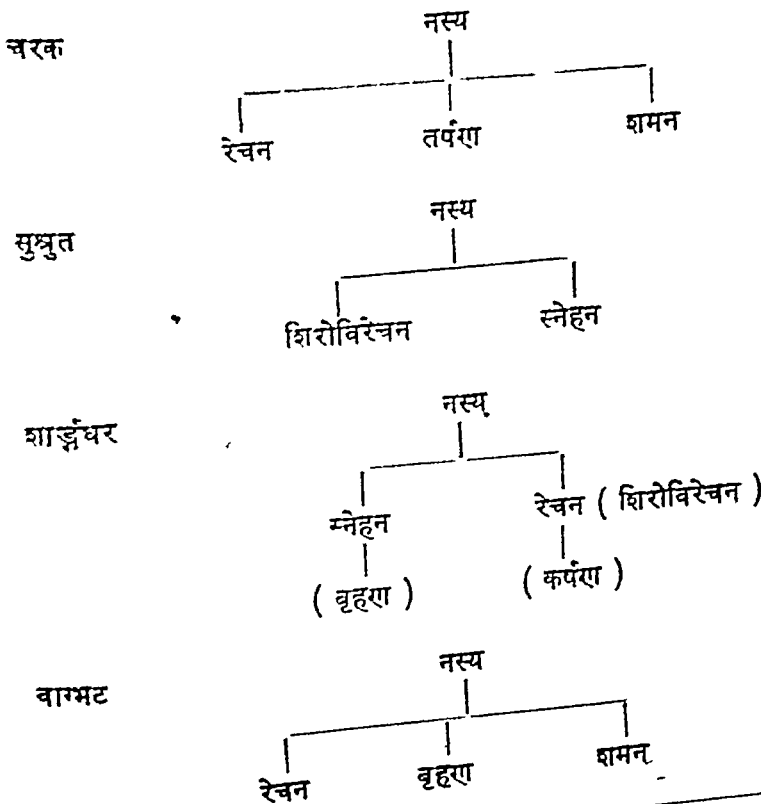 चरक
नस्य
रेचन तर्पण शमन
सुश्रुत
नस्य
शिरोविरेचन स्नेहन
शार्ङ्गधर
नस्य
स्नेहन रेचन ( शिरोविरेचन )
( वृहण ) ( कर्षण )
वाग्भट
नस्य
रेचन वृहण शमन